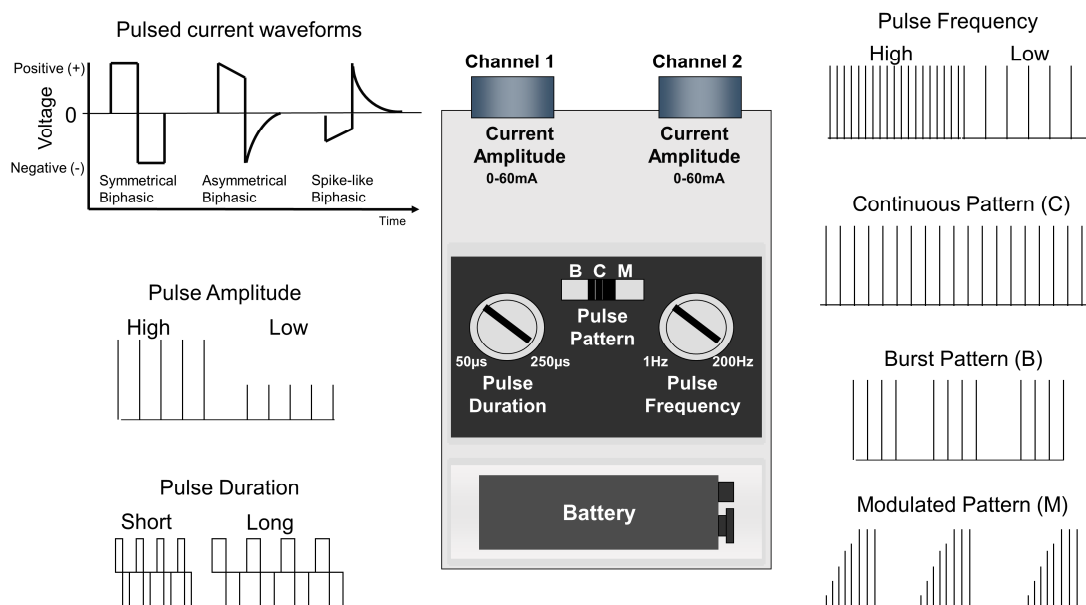 Pulsed current waveforms
Positive (+)
0
Voltage
Negative (-)
Symmetrical
Biphasic
Asymmetrical
Biphasic
Spike-like
Biphasic
Time
Pulse Amplitude
High
Low
Pulse Duration
Short
Long
Channel 1
Channel 2
Current
Amplitude
0-60mA
Current
Amplitude
0-60mA
B C M
Pulse
Pattern
50µs
250µs
Pulse
Duration
1Hz
200Hz
Pulse
Frequency
Battery
Pulse Frequency
High
Low
Continuous Pattern (C)
Burst Pattern (B)
Modulated Pattern (M)